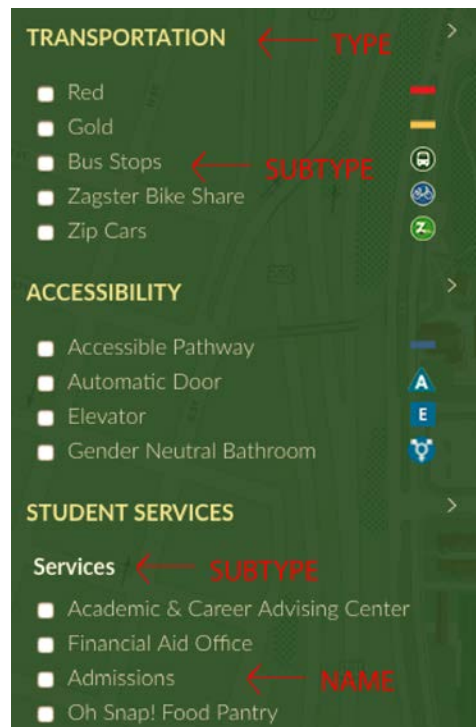 TRANSPORTATION ← TYPE >
Red
Gold
Bus Stops ← SUBTYPE
Zagster Bike Share
Zip Cars Z
ACCESSIBILITY >
Accessible Pathway
Automatic Door A
Elevator E
Gender Neutral Bathroom
STUDENT SERVICES >
Services ← SUBTYPE
Academic & Career Advising Center
Financial Aid Office
Admissions ← NAME
Oh Snap! Food Pantry